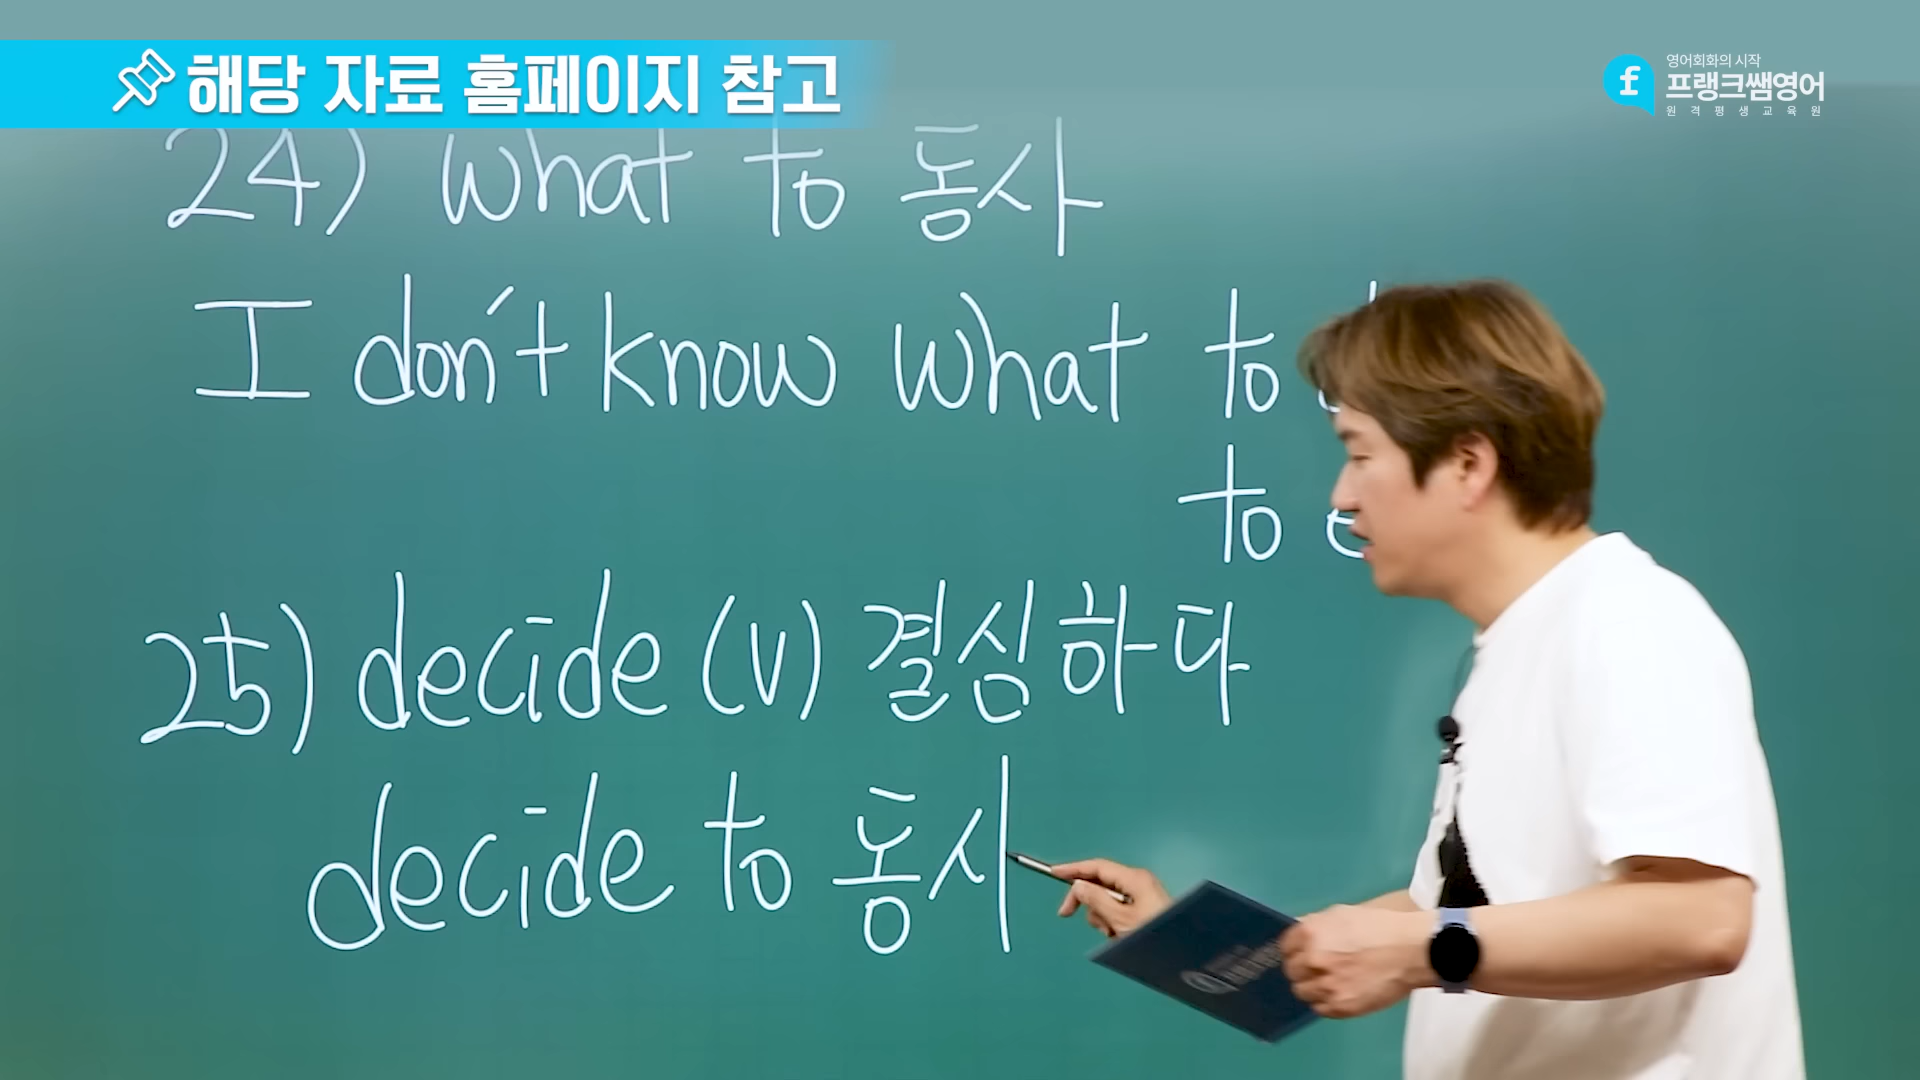 해당 자료 홈페이지 참고
영어회화의 시작
프랭크쌤영어
원격평생교육원
24) what to 동사
I don't know what to
to
25) decide (v) 결심하다
decide to 동사